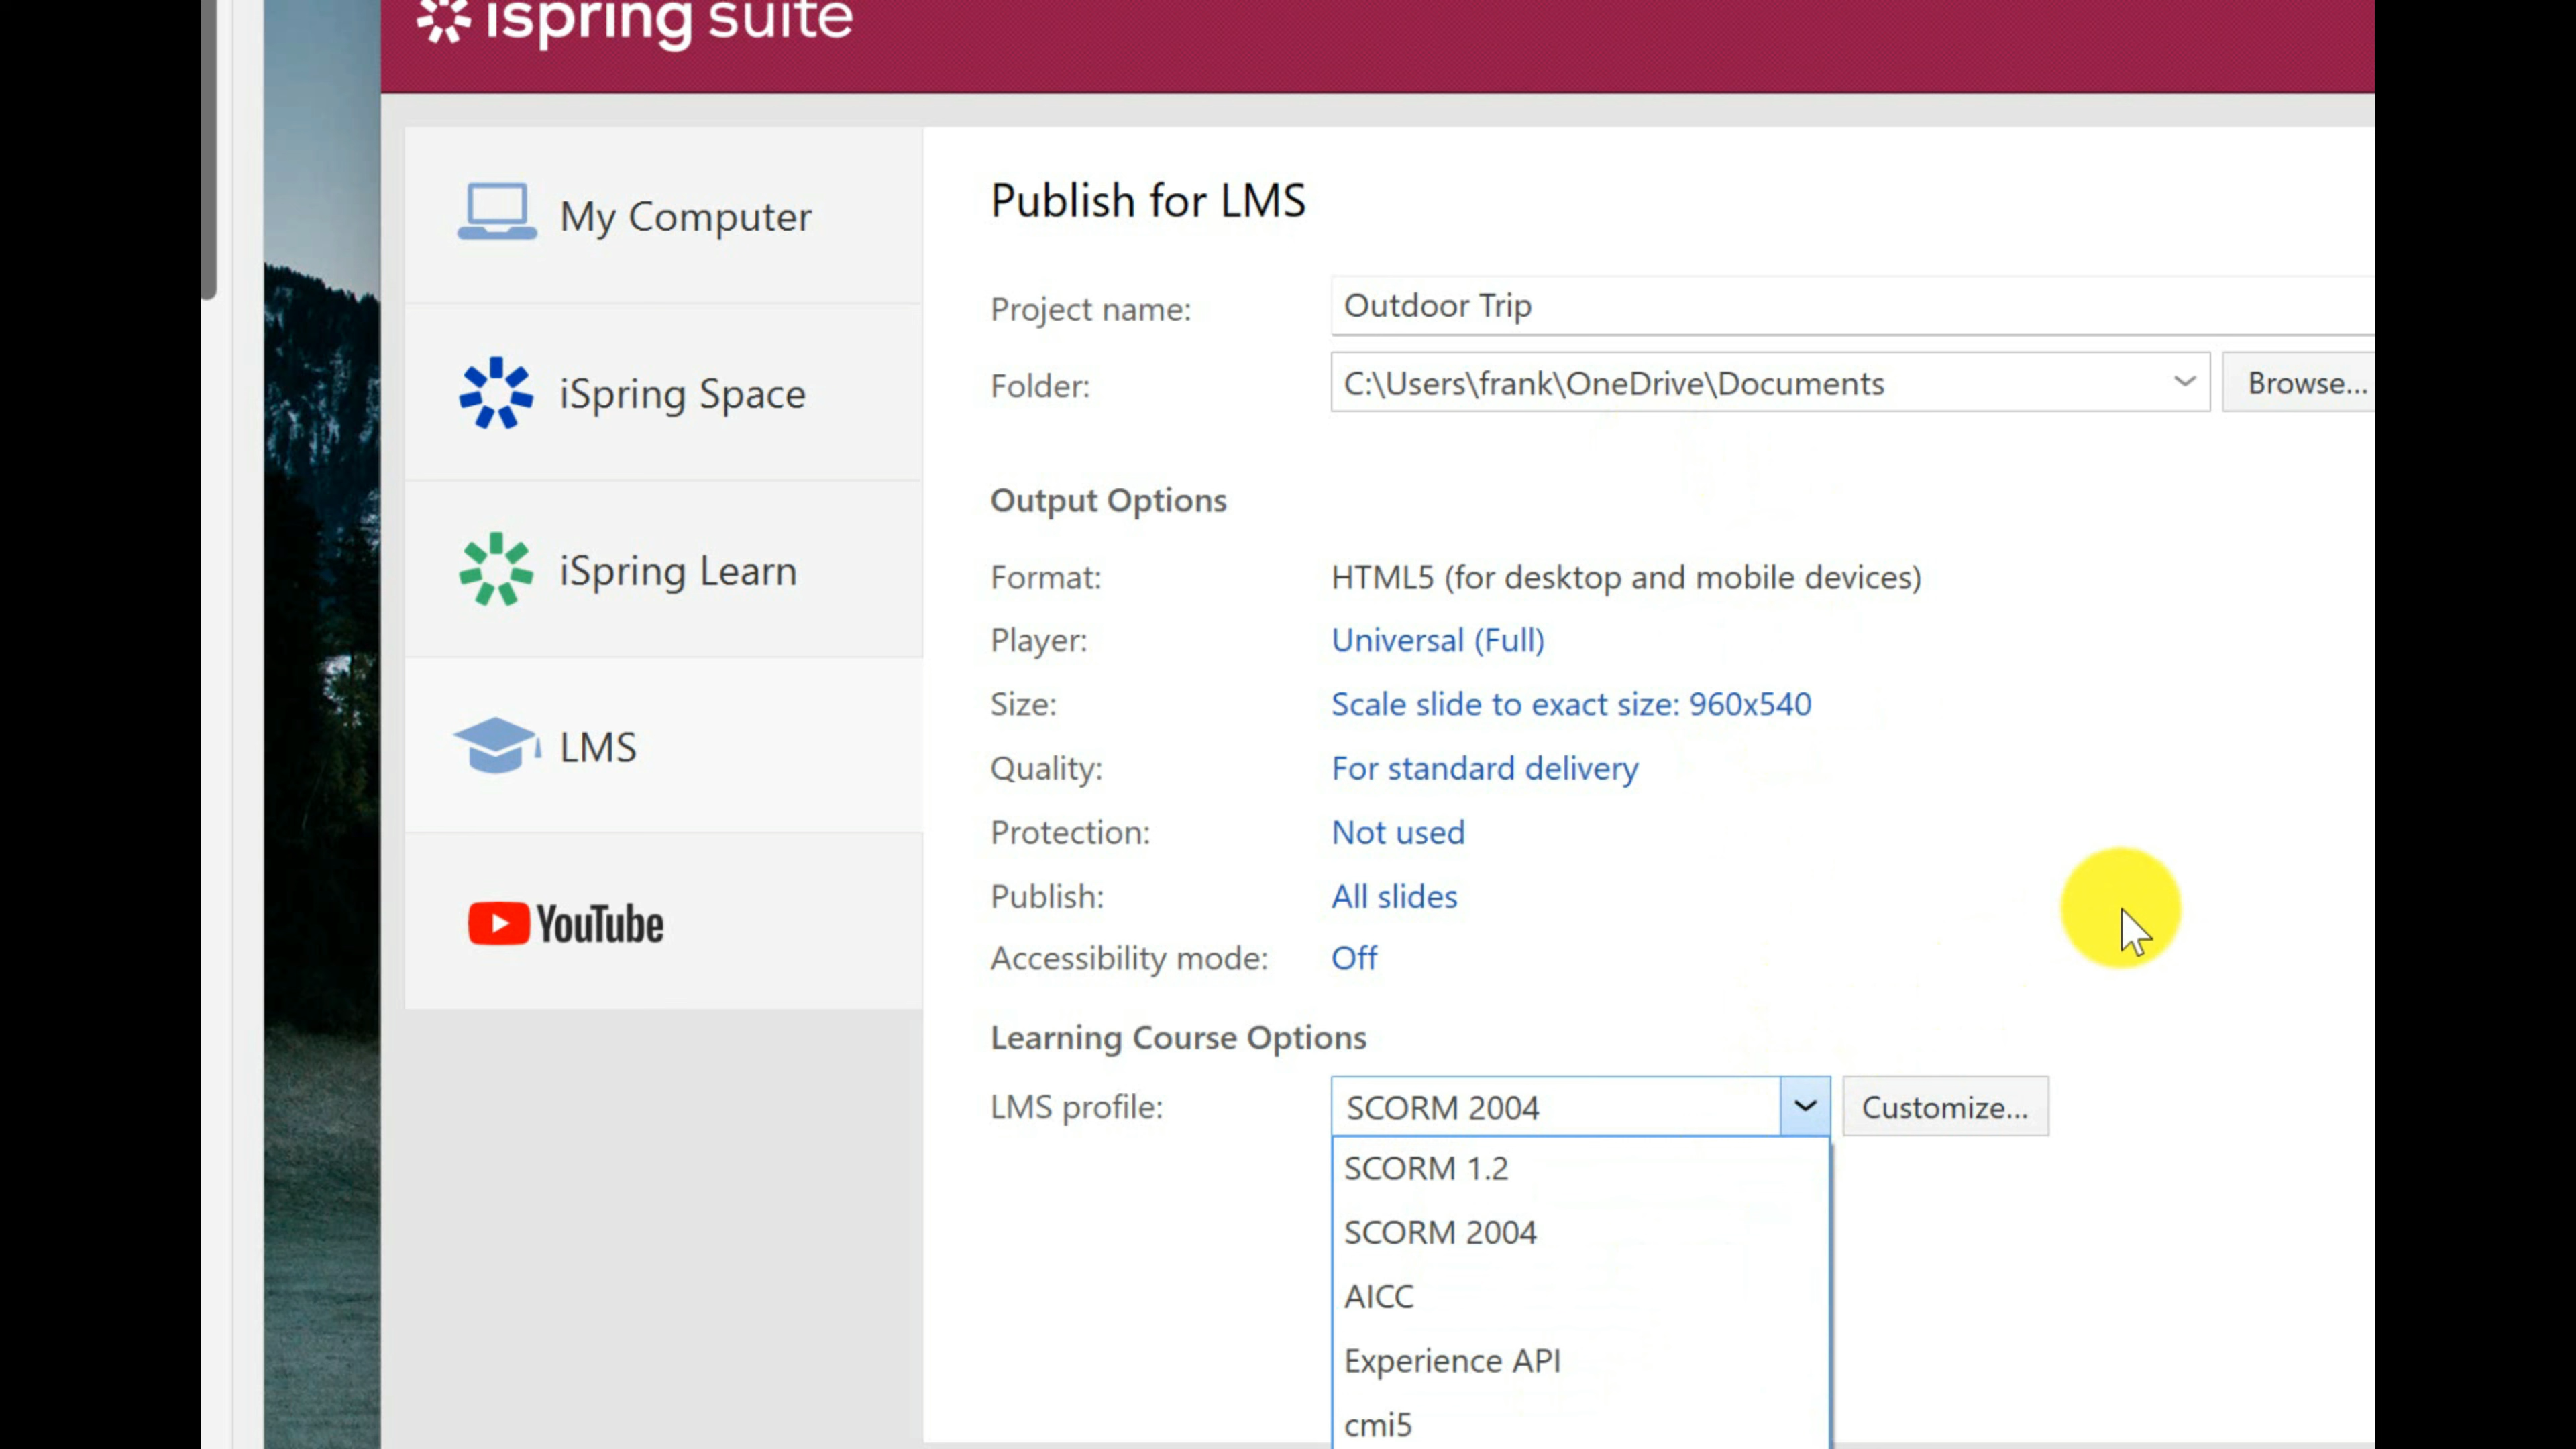 ispring suite
My Computer
iSpring Space
iSpring Learn
LMS
YouTube
Publish for LMS
Project name: Outdoor Trip
Folder: C:\Users\frank\OneDrive\Documents Browse...
Output Options
Format: HTML5 (for desktop and mobile devices)
Player: Universal (Full)
Size: Scale slide to exact size: 960x540
Quality: For standard delivery
Protection: Not used
Publish: All slides
Accessibility mode: Off
Learning Course Options
LMS profile: SCORM 2004 Customize...
SCORM 1.2
SCORM 2004
AICC
Experience API
cmi5